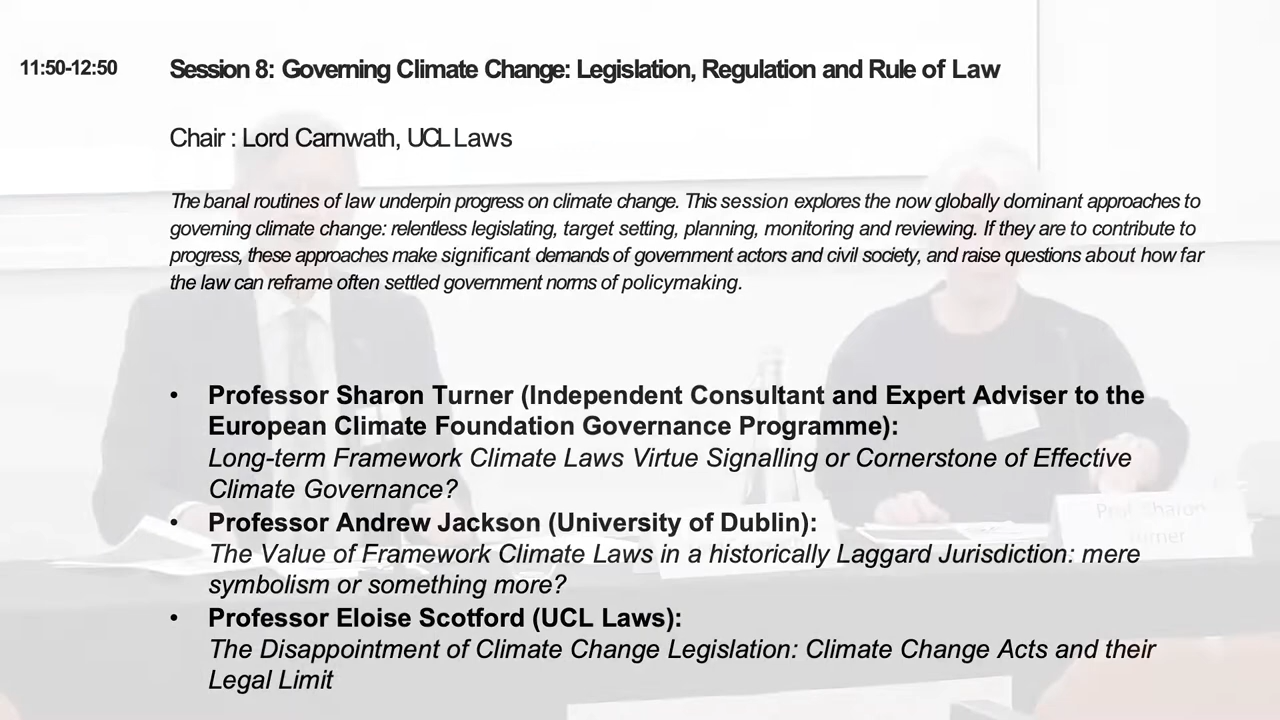 11:50-12:50
Session 8: Governing Climate Change: Legislation, Regulation and Rule of Law
Chair : Lord Carnwath, UCL Laws
The banal routines of law underpin progress on climate change. This session explores the now globally dominant approaches to
governing climate change: relentless legislating, target setting, planning, monitoring and reviewing. If they are to contribute to
progress, these approaches make significant demands of government actors and civil society, and raise questions about how far
the law can reframe often settled government norms of policymaking.
• Professor Sharon Turner (Independent Consultant and Expert Adviser to the
European Climate Foundation Governance Programme):
Long-term Framework Climate Laws Virtue Signalling or Cornerstone of Effective
Climate Governance?
• Professor Andrew Jackson (University of Dublin):
The Value of Framework Climate Laws in a historically Laggard Jurisdiction: mere
symbolism or something more?
• Professor Eloise Scotford (UCL Laws):
The Disappointment of Climate Change Legislation: Climate Change Acts and their
Legal Limit
Prof. Sharon
Turner